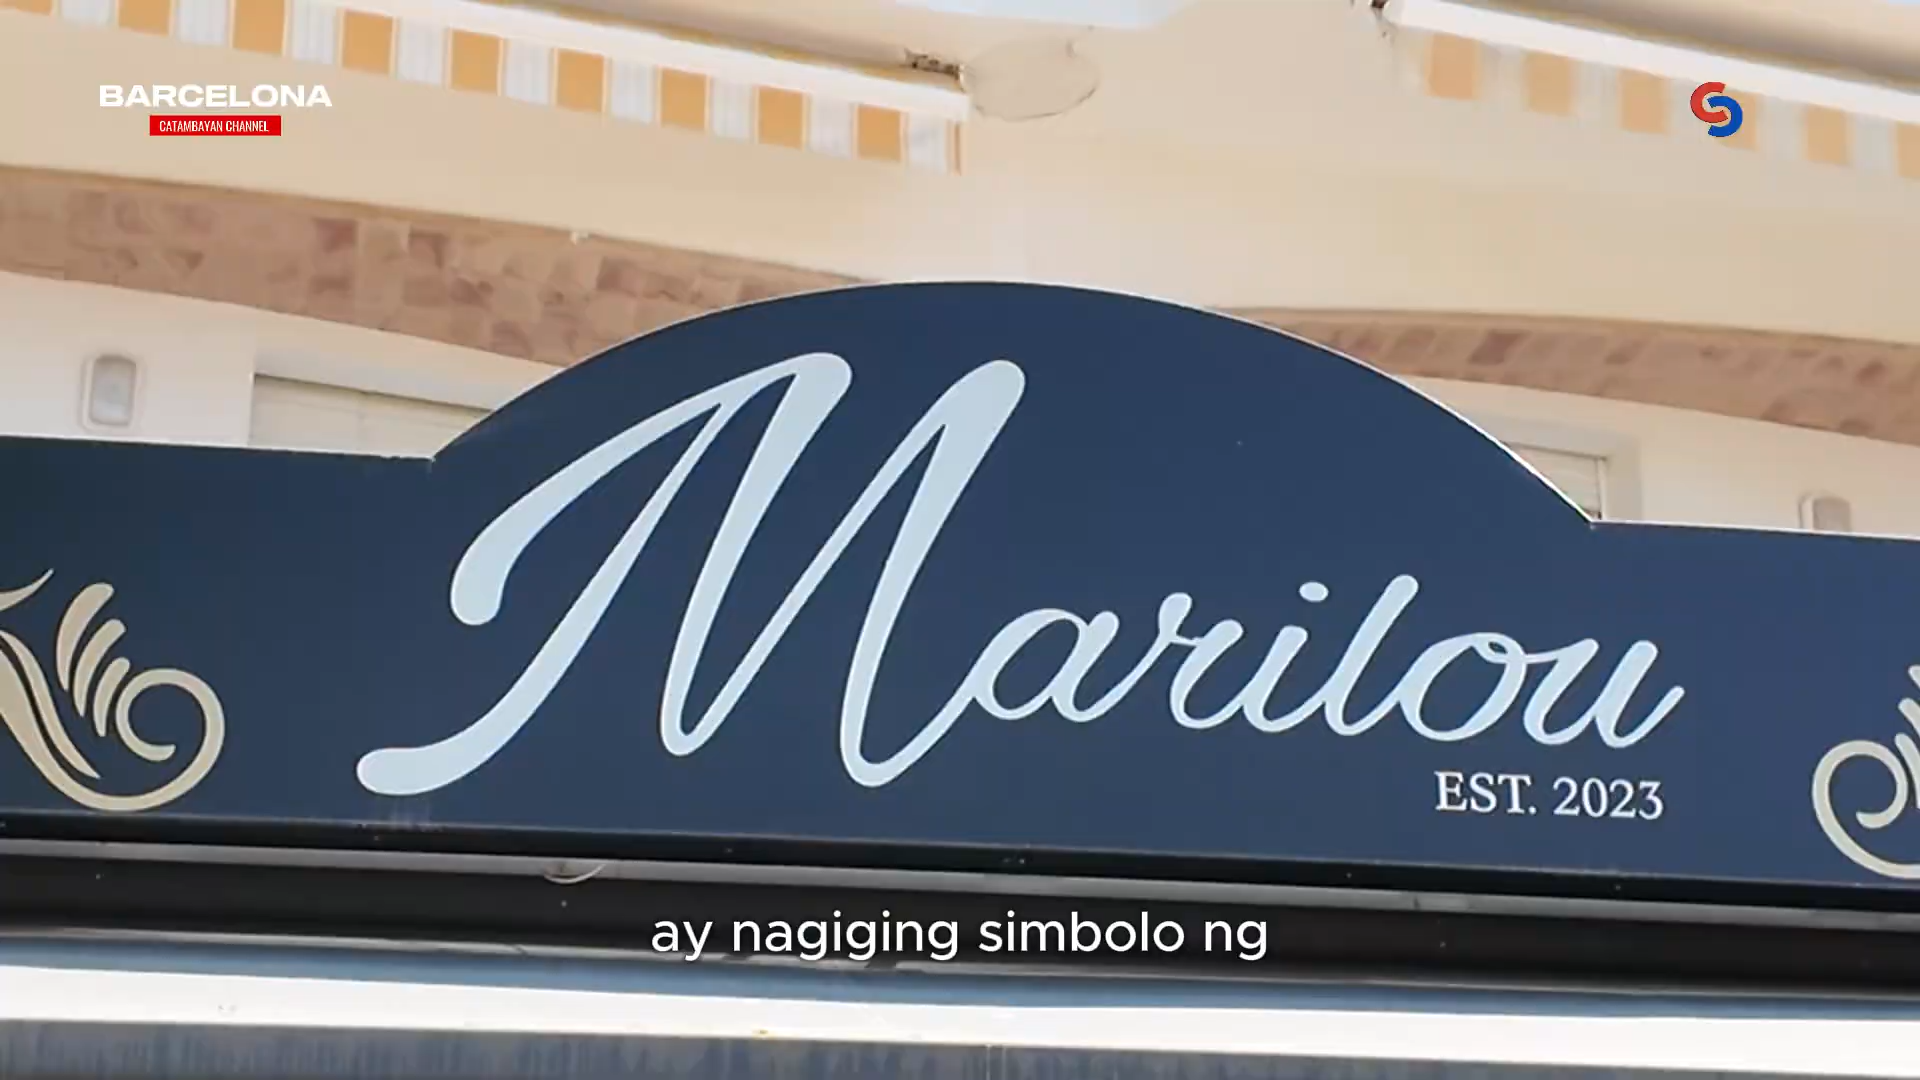 BARCELONA
CATAMBAYAN CHANNEL
Marilou
EST. 2023
ay nagiging simbolo ng